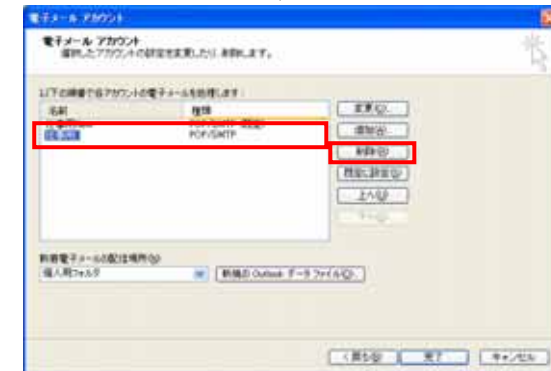 電子メール アカウント
電子メール アカウント
選択したアカウントの設定を変更したり、削除します。
以下の順番で各アカウントの電子メールを処理します:
名前 種類
POP/SMTP
変更(C)...
追加(A)...
削除(R)
既定に設定(D)
上へ(U)
新着電子メールの配信場所(V)
個人用フォルダ 新規の Outlook データ ファイル(O)...
< 戻る(B) 完了 キャンセル